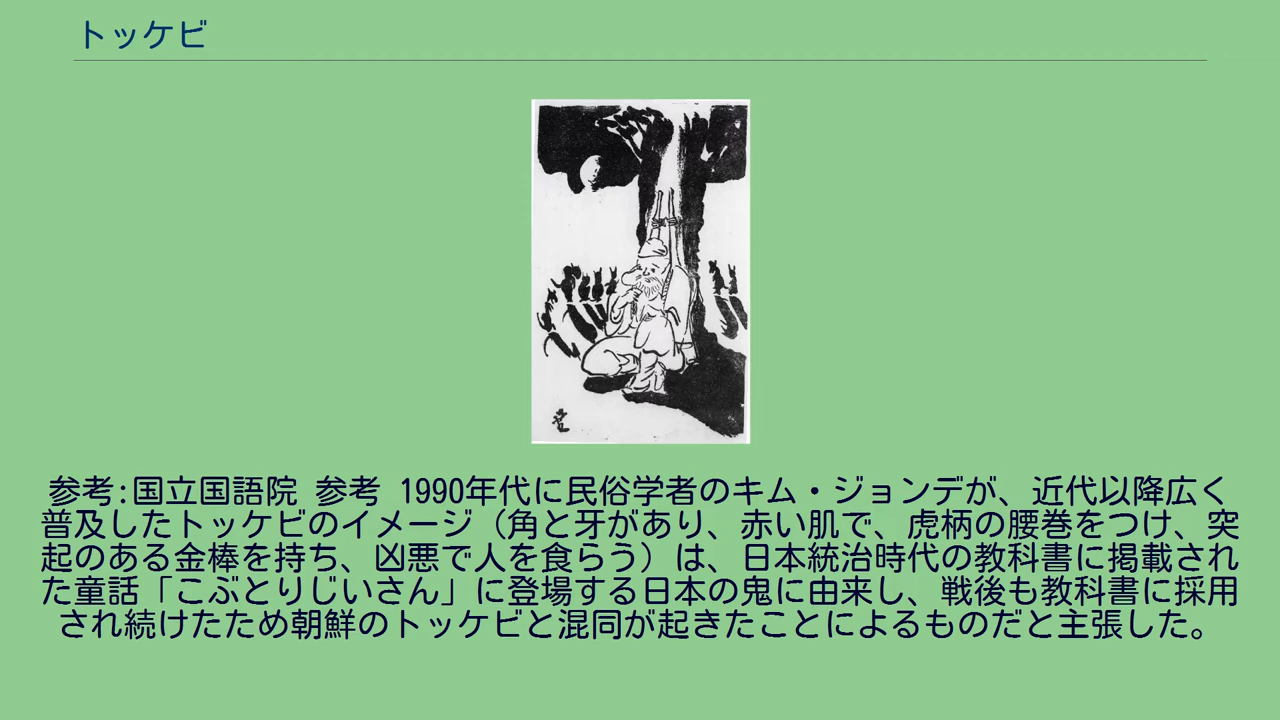 トッケビ
参考:国立国語院 参考 1990年代に民俗学者のキム・ジョンデが、近代以降広く
普及したトッケビのイメージ（角と牙があり、赤い肌で、虎柄の腰巻をつけ、突
起のある金棒を持ち、凶悪で人を食らう）は、日本統治時代の教科書に掲載され
た童話「こぶとりじいさん」に登場する日本の鬼に由来し、戦後も教科書に採用
され続けたため朝鮮のトッケビと混同が起きたことによるものだと主張した。